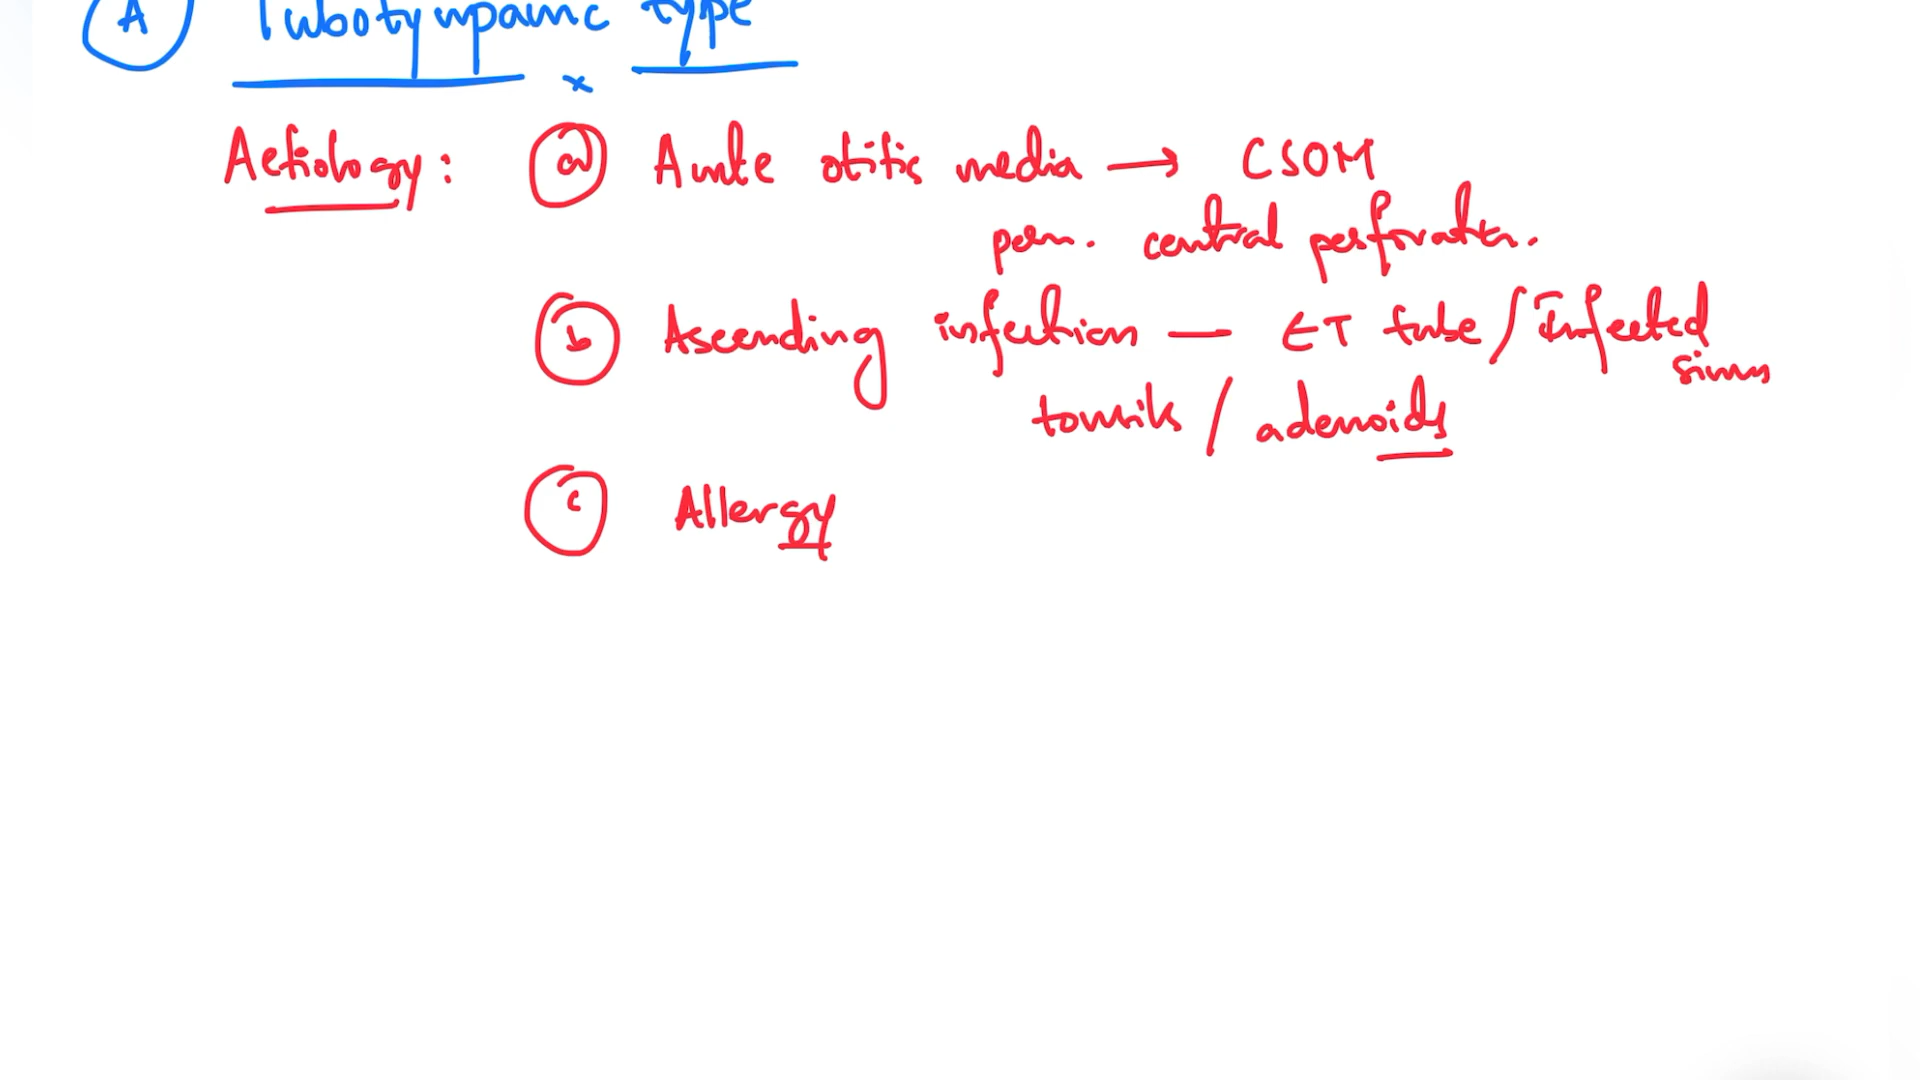 A Tubotympanic type
Aetiology: a Acute otitis media → CSOM
perm. central perforation.
b Ascending infection — ET tube / Infected
sinus
tonsils / adenoids
c Allergy